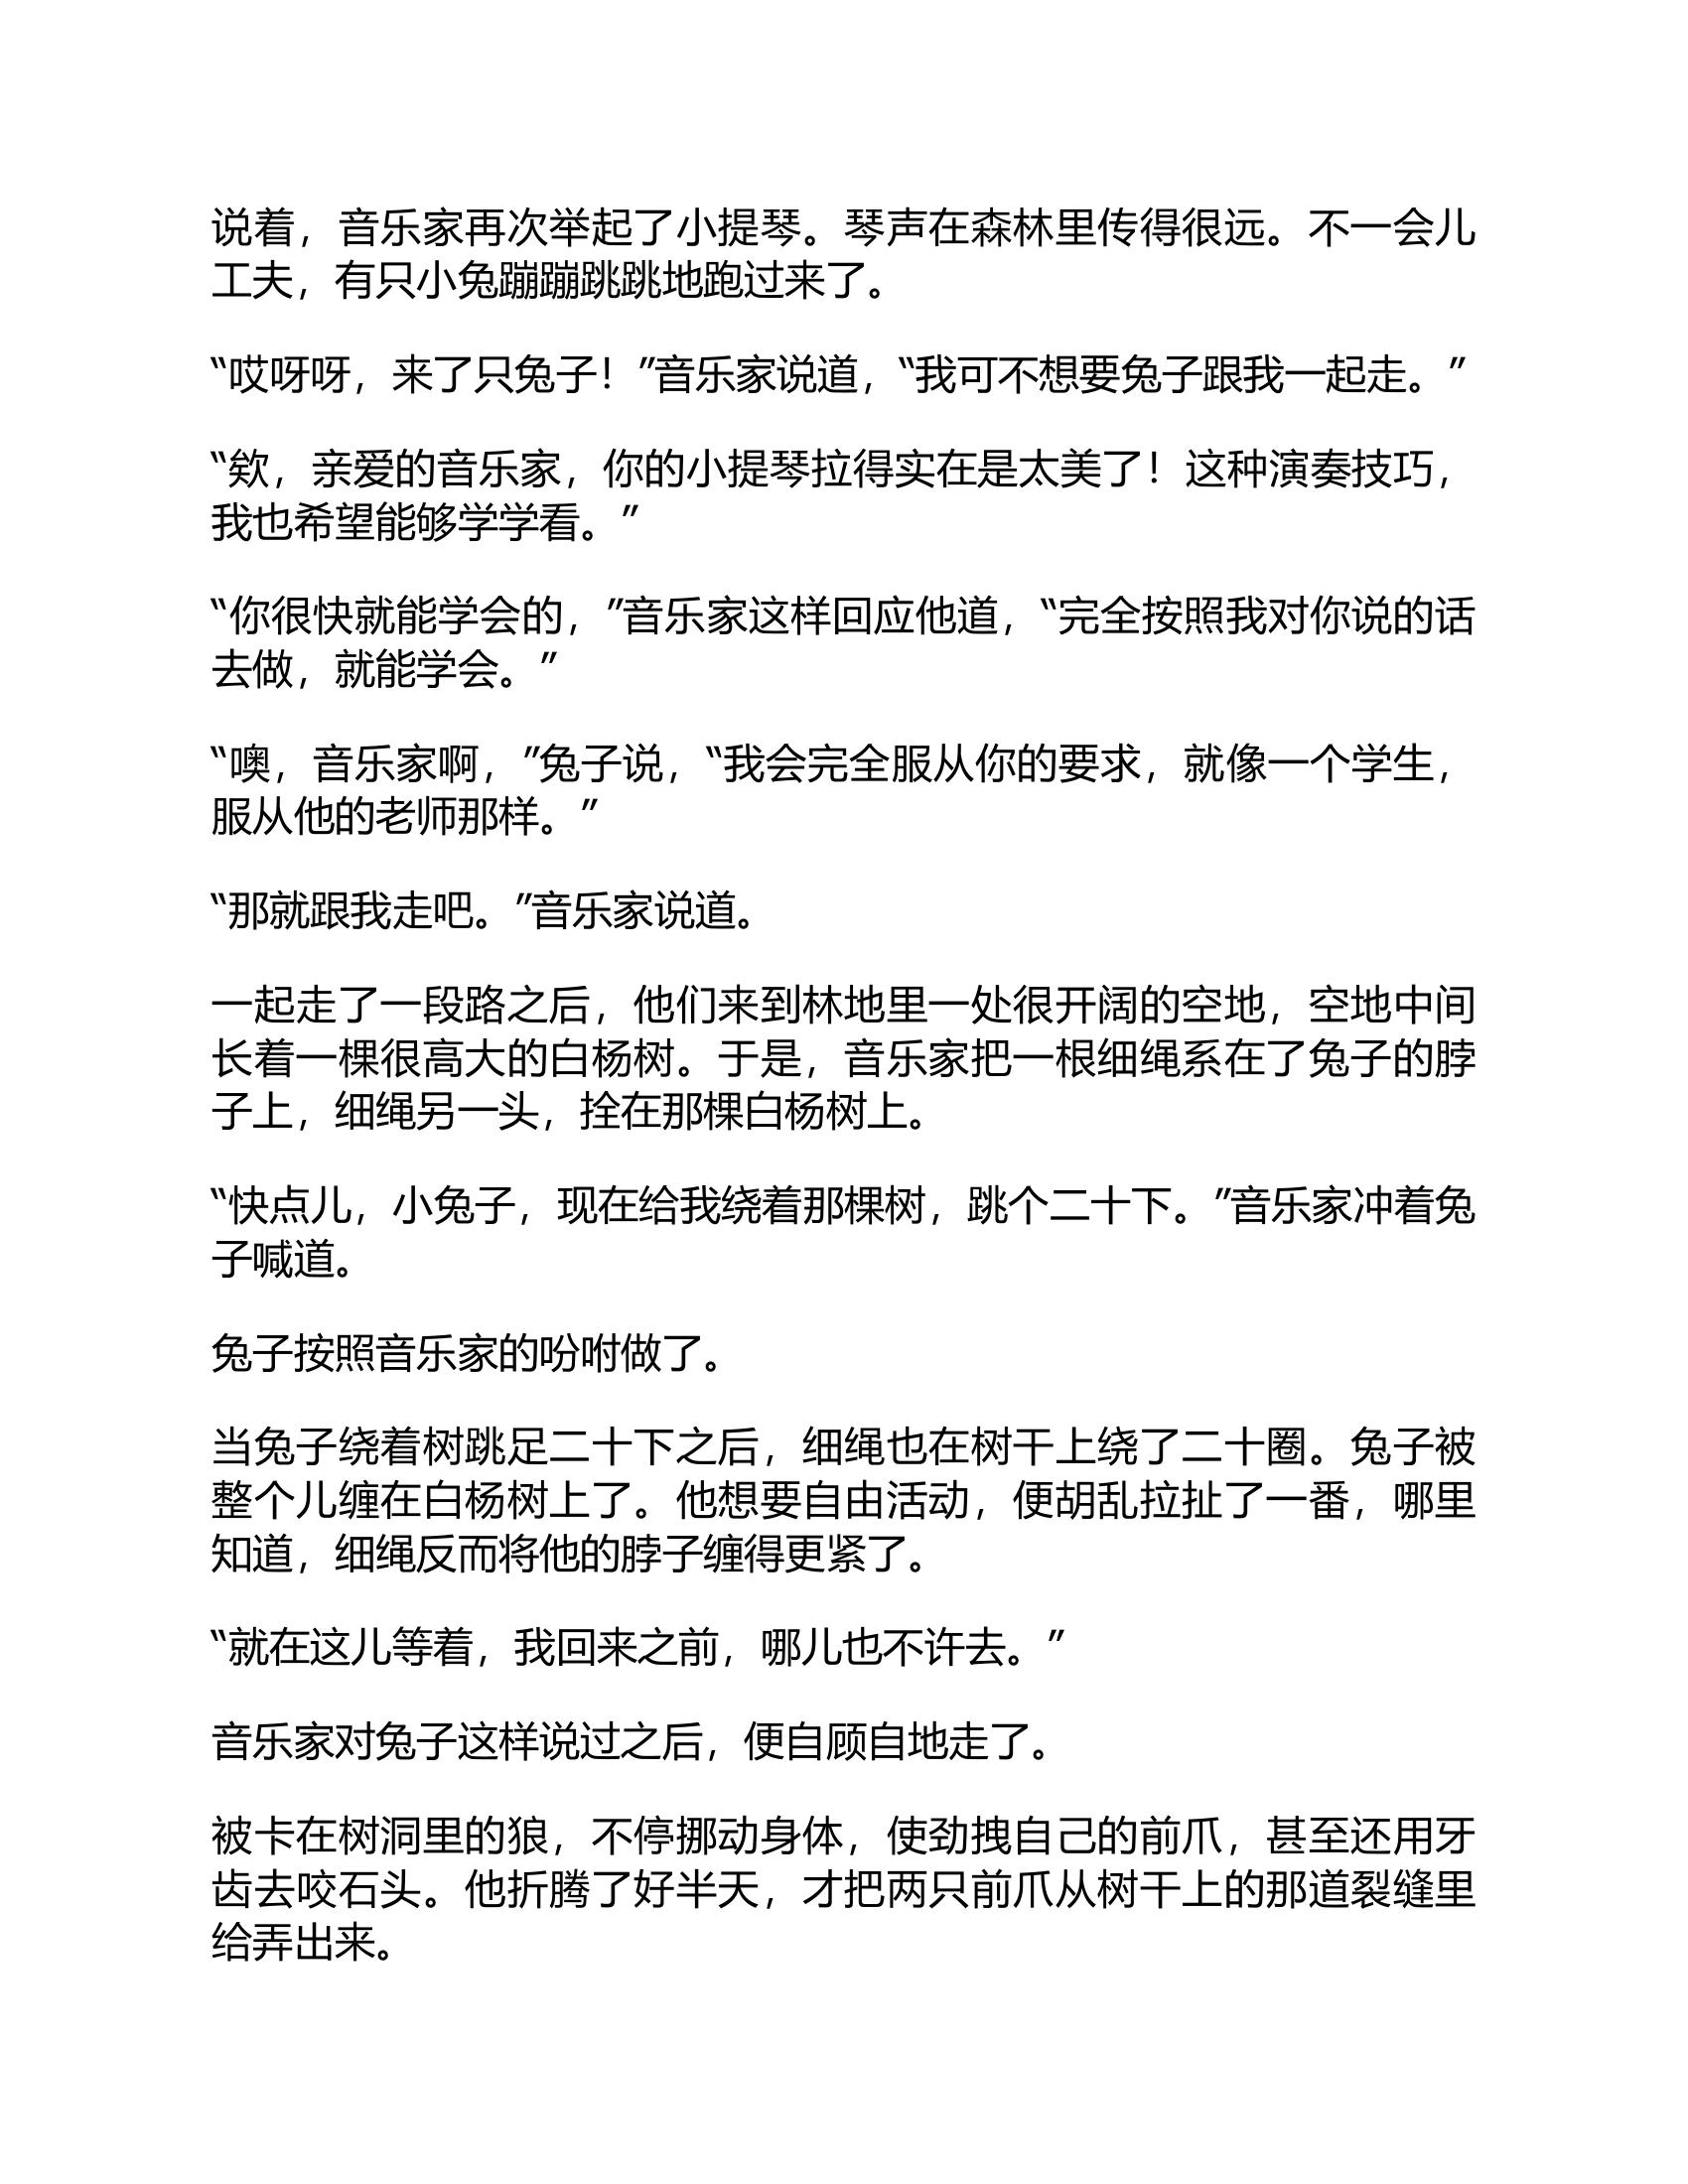 说着，音乐家再次举起了小提琴。琴声在森林里传得很远。不一会儿
工夫，有只小兔蹦蹦跳跳地跑过来了。
“哎呀呀，来了只兔子！”音乐家说道，“我可不想要兔子跟我一起走。”
“欸，亲爱的音乐家，你的小提琴拉得实在是太美了！这种演奏技巧，
我也希望能够学学看。”
“你很快就能学会的，”音乐家这样回应他道，“完全按照我对你说的话
去做，就能学会。”
“噢，音乐家啊，”兔子说，“我会完全服从你的要求，就像一个学生，
服从他的老师那样。”
“那就跟我走吧。”音乐家说道。
一起走了一段路之后，他们来到林地里一处很开阔的空地，空地中间
长着一棵很高大的白杨树。于是，音乐家把一根细绳系在了兔子的脖
子上，细绳另一头，拴在那棵白杨树上。
“快点儿，小兔子，现在给我绕着那棵树，跳个二十下。”音乐家冲着兔
子喊道。
兔子按照音乐家的吩咐做了。
当兔子绕着树跳足二十下之后，细绳也在树干上绕了二十圈。兔子被
整个儿缠在白杨树上了。他想要自由活动，便胡乱拉扯了一番，哪里
知道，细绳反而将他的脖子缠得更紧了。
“就在这儿等着，我回来之前，哪儿也不许去。”
音乐家对兔子这样说过之后，便自顾自地走了。
被卡在树洞里的狼，不停挪动身体，使劲拽自己的前爪，甚至还用牙
齿去咬石头。他折腾了好半天，才把两只前爪从树干上的那道裂缝里
给弄出来。